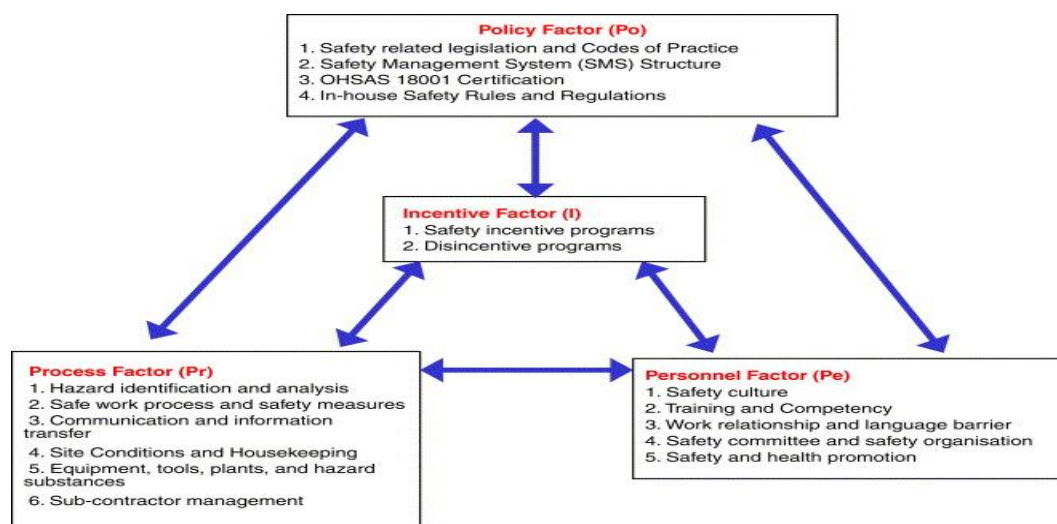 Policy Factor (Po)
1. Safety related legislation and Codes of Practice
2. Safety Management System (SMS) Structure
3. OHSAS 18001 Certification
4. In-house Safety Rules and Regulations
Incentive Factor (I)
1. Safety incentive programs
2. Disincentive programs
Process Factor (Pr)
1. Hazard identification and analysis
2. Safe work process and safety measures
3. Communication and information
transfer
4. Site Conditions and Housekeeping
5. Equipment, tools, plants, and hazard
substances
6. Sub-contractor management
Personnel Factor (Pe)
1. Safety culture
2. Training and Competency
3. Work relationship and language barrier
4. Safety committee and safety organisation
5. Safety and health promotion